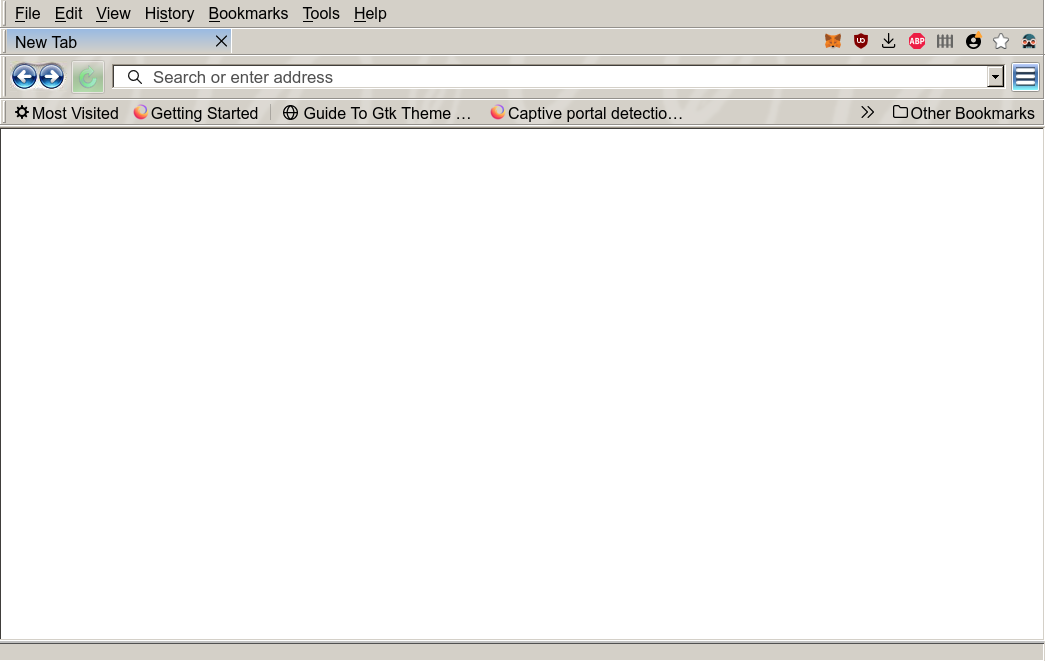 File Edit View History Bookmarks Tools Help
New Tab
UO
ABP
Search or enter address
Most Visited Getting Started Guide To Gtk Theme … Captive portal detectio… Other Bookmarks